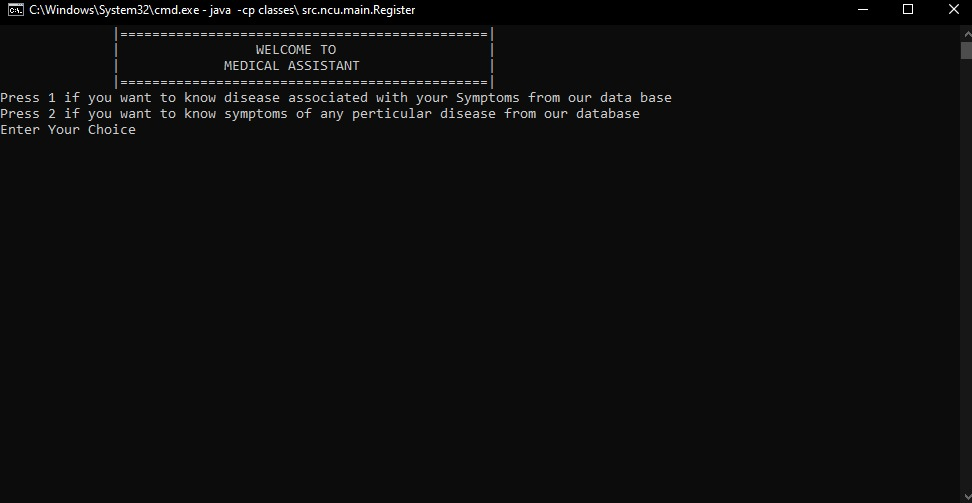 C:\Windows\System32\cmd.exe - java  -cp classes\ src.ncu.main.Register
|==============================================|
|                 WELCOME TO                   |
|             MEDICAL ASSISTANT                |
|==============================================|
Press 1 if you want to know disease associated with your Symptoms from our data base
Press 2 if you want to know symptoms of any perticular disease from our database
Enter Your Choice